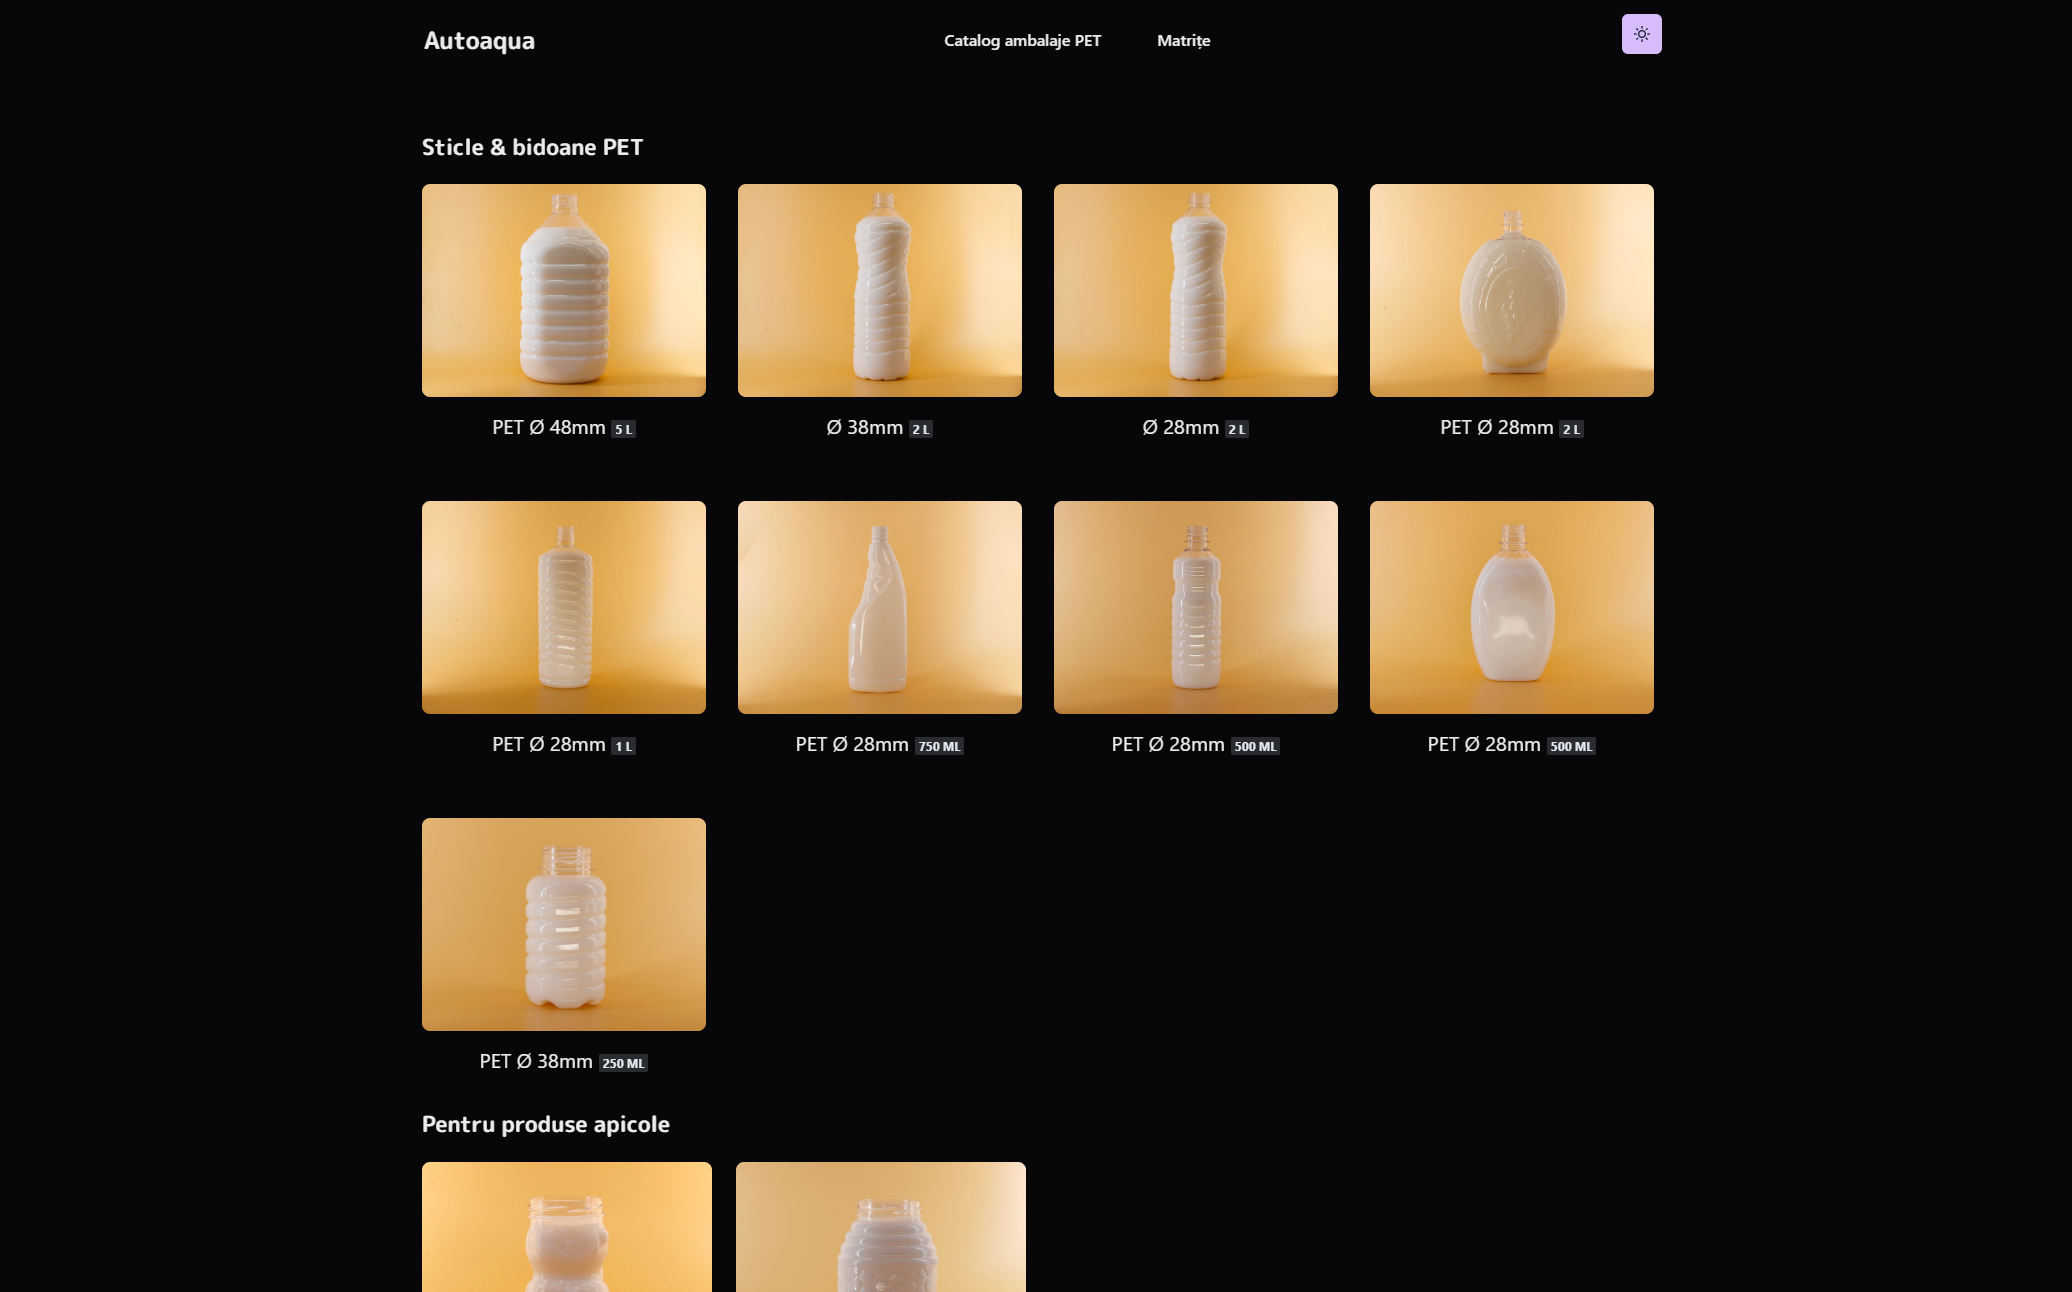 Autoaqua
Catalog ambalaje PET
Matrițe
Sticle & bidoane PET
PET Ø 48mm 5 L
Ø 38mm 2 L
Ø 28mm 2 L
PET Ø 28mm 2 L
PET Ø 28mm 1 L
PET Ø 28mm 750 ML
PET Ø 28mm 500 ML
PET Ø 28mm 500 ML
PET Ø 38mm 250 ML
Pentru produse apicole